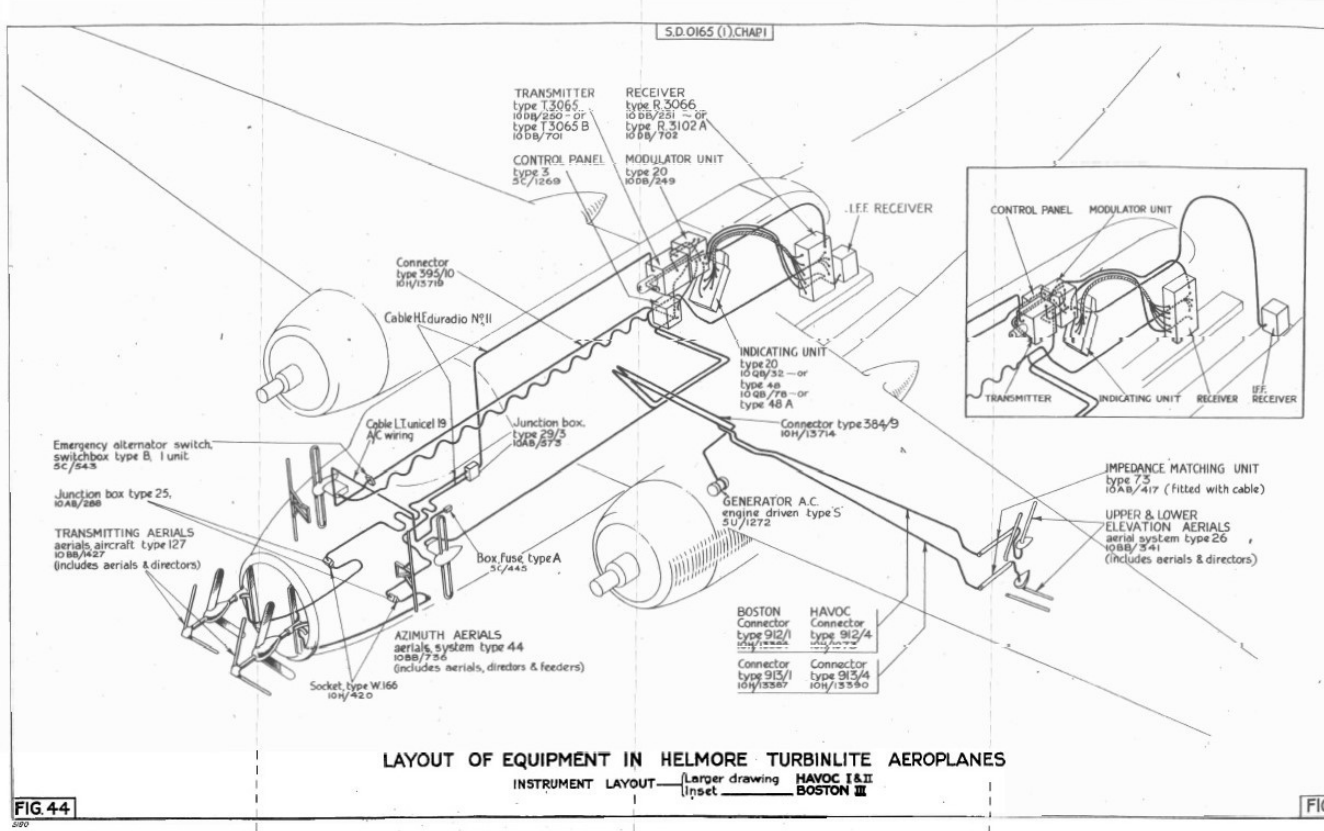 S.D.0165 (1).CHAP1
TRANSMITTER
type T.3065
10DB/250 - or
type T3065 B
10DB/701
RECEIVER
type R.3066
10DB/251 - or
type R.3102A
10DB/702
CONTROL PANEL
type 3
5C/1269
MODULATOR UNIT
type 20
10DB/249
I.F.F. RECEIVER
CONTROL PANEL
MODULATOR UNIT
TRANSMITTER
INDICATING UNIT
RECEIVER
I.F.F.
RECEIVER
Connector
type 395/10
10H/13719
Cable H.F. duradio No 11
INDICATING UNIT
type 20
10QB/32 - or
type 48
10QB/78 - or
type 48 A
Cable L.T. unicel 19
A/C wiring
Junction box,
type 29/3
10AB/573
Connector type 384/9
10H/13714
Emergency alternator switch,
switchbox type B, 1 unit
5C/543
Junction box type 25,
10AB/288
TRANSMITTING AERIALS
aerials, aircraft type 127
10BB/427
(includes aerials & directors)
GENERATOR A.C.
engine driven type 'S'
5U/1272
IMPEDANCE MATCHING UNIT
type 73
10AB/417 (fitted with cable)
UPPER & LOWER
ELEVATION AERIALS
aerial system type 26
10BB/341
(includes aerials & directors)
Box, fuse, type A
5C/445
AZIMUTH AERIALS
aerials, system type 44
10BB/736
(includes aerials, directors & feeders)
Socket, type W.166
10H/420
BOSTON
Connector
type 912/1
HAVOC
Connector
type 912/4
Connector
type 913/1
10H/13387
Connector
type 913/4
10H/13390
LAYOUT OF EQUIPMENT IN HELMORE TURBINLITE AEROPLANES
INSTRUMENT LAYOUT
Larger drawing HAVOC I & II
Inset BOSTON III
FIG. 44
FIG